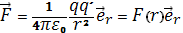 F⃗ = 1/4πε₀ qq′/r² e⃗ᵣ = F(r)e⃗ᵣ